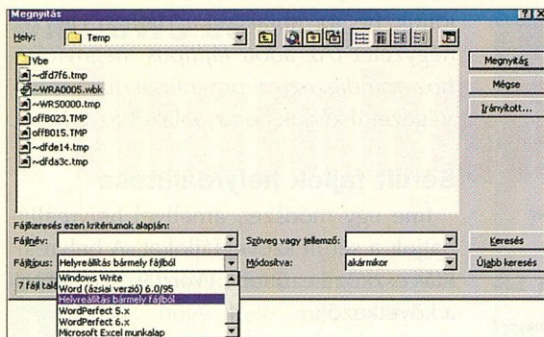 Megnyitás
Hely: Temp
Vbe
~dfd7f6.tmp
~WRA0005.wbk
~WRS0000.tmp
offB023.TMP
offB015.TMP
~dfde14.tmp
~dfda3c.tmp
Megnyitás
Mégse
Irányított...
Fájlkeresés ezen kritériumok alapján:
Fájlnév: Szöveg vagy jellemző: Keresés
Fájltípus: Helyreállítás bármely fájlból Módosítva: akármikor Újabb keresés
7 fájl talá
Windows Write
Word (ázsiai verzió) 6.0/95
Helyreállítás bármely fájlból
WordPerfect 5.x
WordPerfect 6.x
Microsoft Excel munkalap